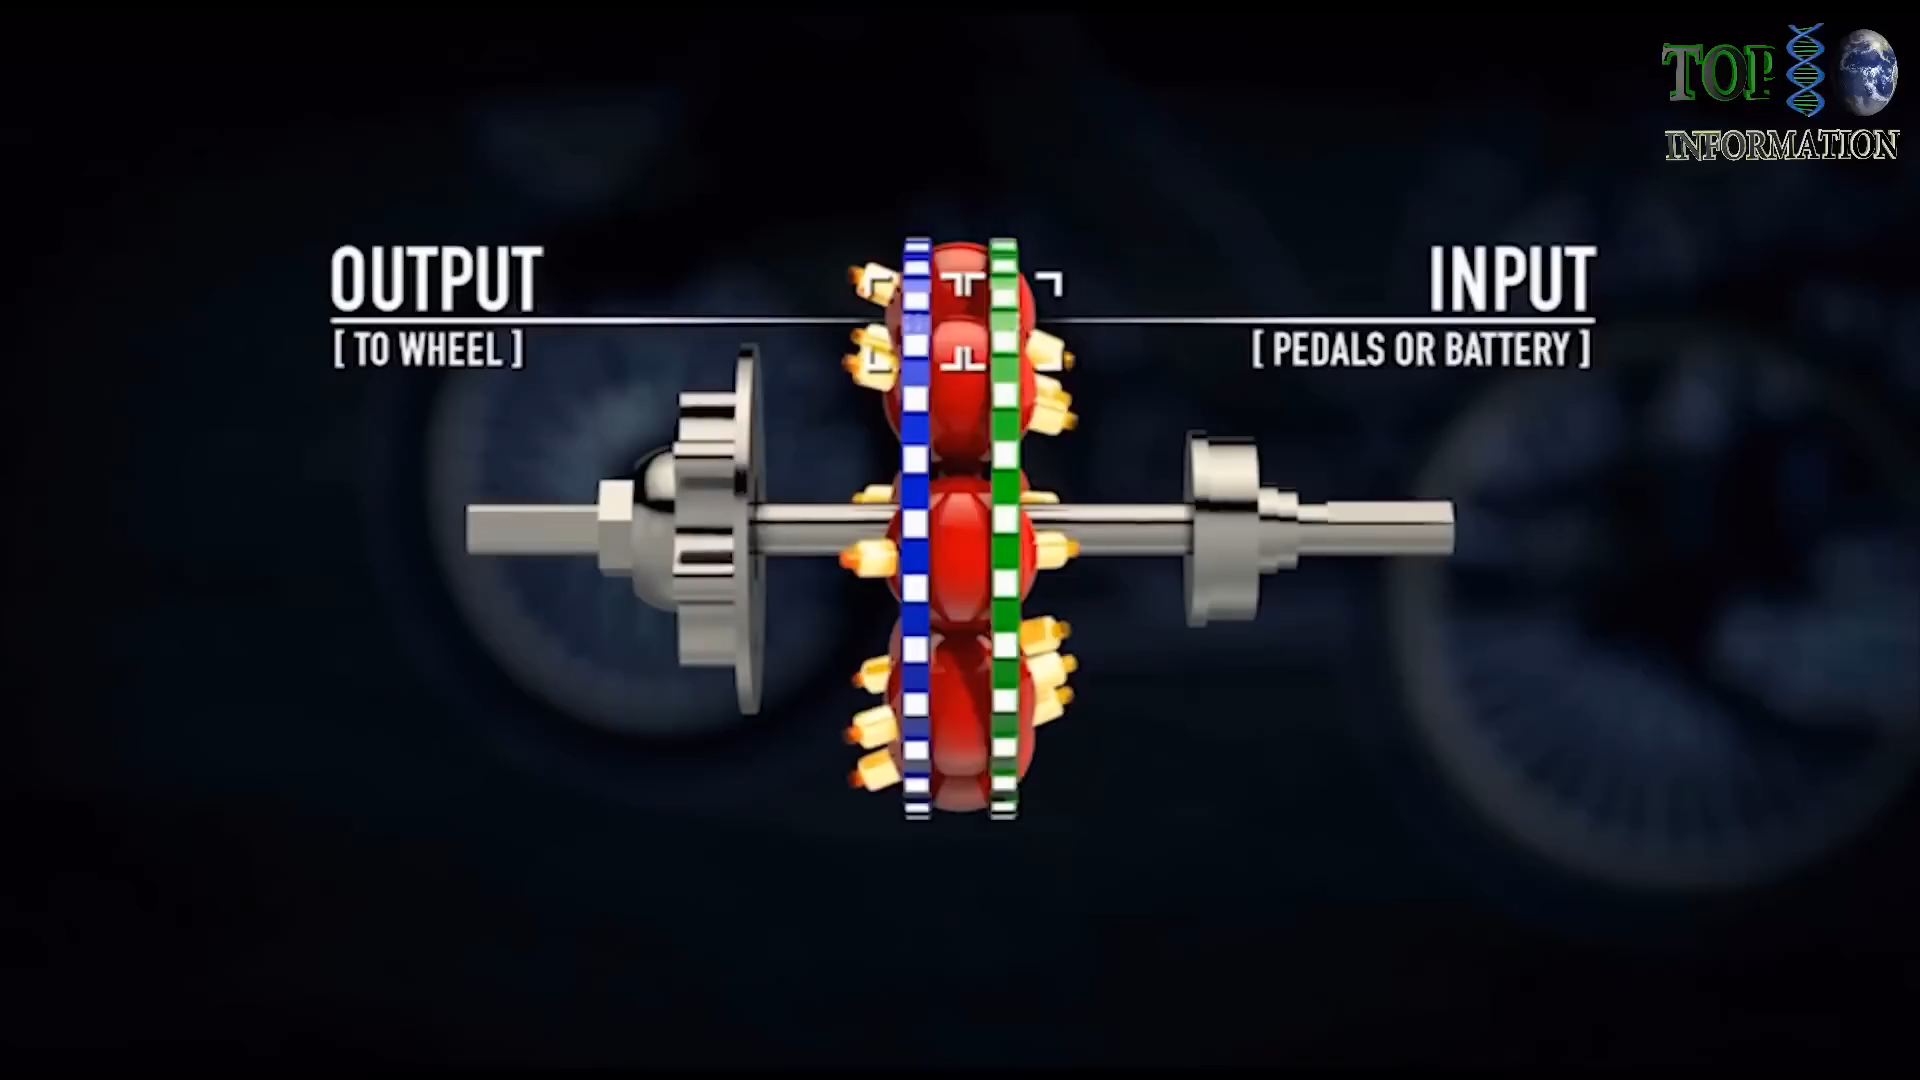 TOP
INFORMATION
OUTPUT
[ TO WHEEL ]
INPUT
[ PEDALS OR BATTERY ]